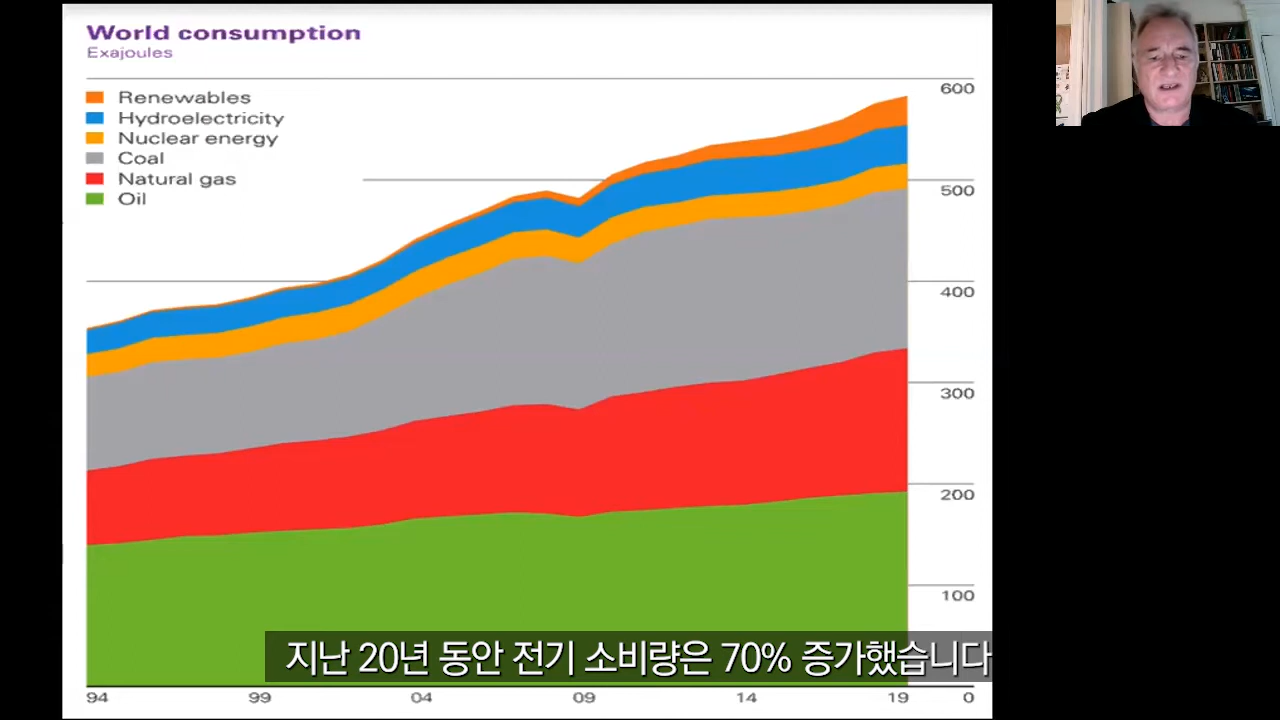 World consumption
Exajoules
Renewables
Hydroelectricity
Nuclear energy
Coal
Natural gas
Oil
600
500
400
300
200
100
0
94 99 04 09 14 19
지난 20년 동안 전기 소비량은 70% 증가했습니다